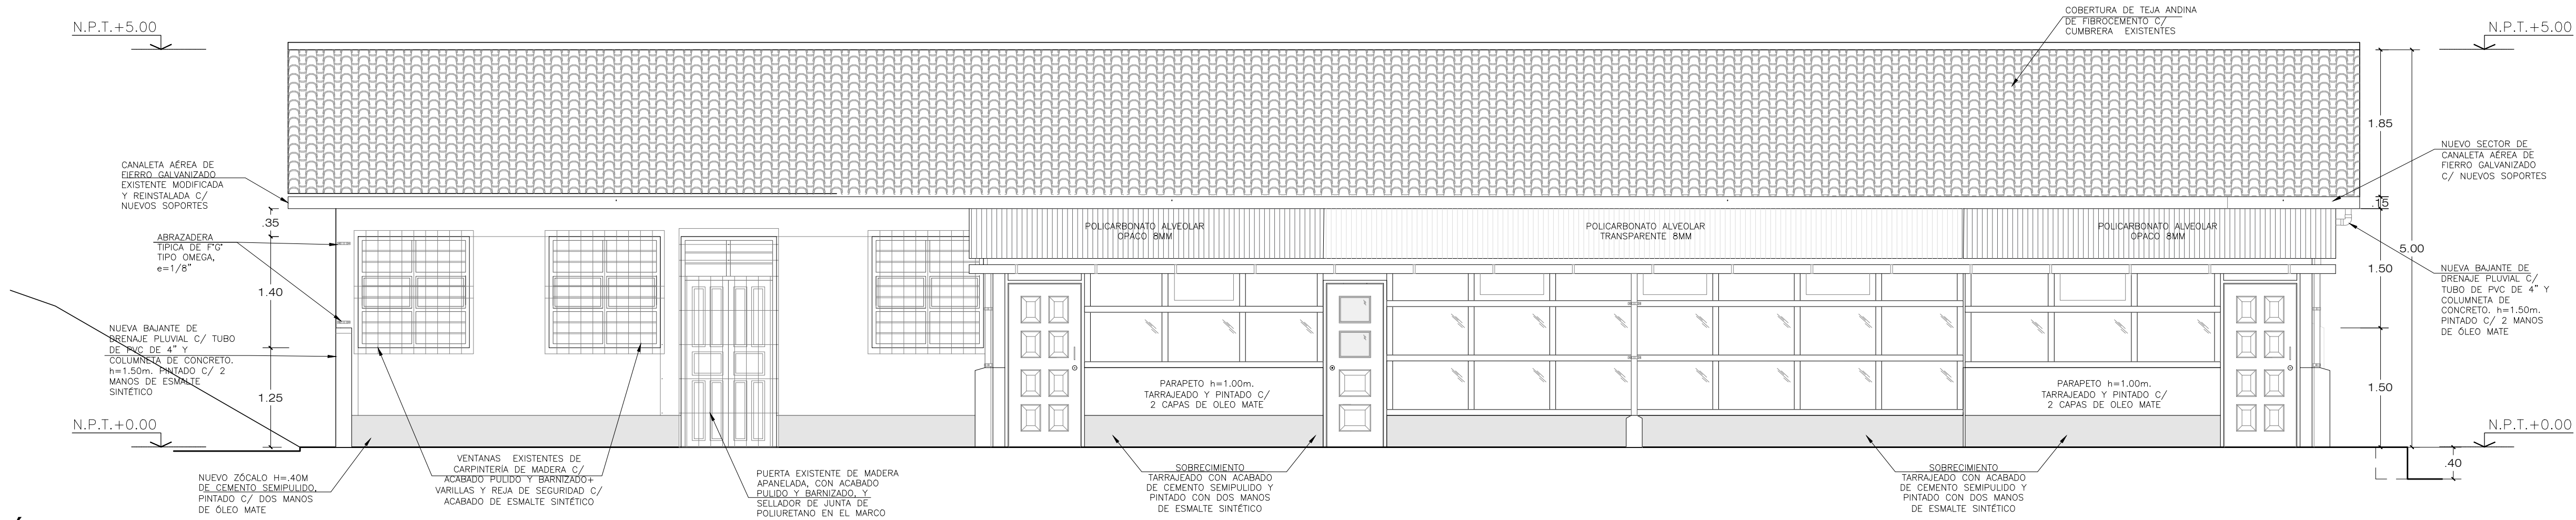 N.P.T.+5.00
COBERTURA DE TEJA ANDINA
DE FIBROCEMENTO C/
CUMBRERA EXISTENTES
N.P.T.+5.00
CANALETA AÉREA DE
FIERRO GALVANIZADO
EXISTENTE MODIFICADA
Y REINSTALADA C/
NUEVOS SOPORTES
.35
ABRAZADERA
TIPICA DE F°G°
TIPO OMEGA,
e=1/8"
1.40
NUEVA BAJANTE DE
DRENAJE PLUVIAL C/ TUBO
DE PVC DE 4" Y
COLUMNETA DE CONCRETO.
h=1.50m. PINTADO C/ 2
MANOS DE ESMALTE
SINTÉTICO
1.25
N.P.T.+0.00
NUEVO ZÓCALO H=.40M
DE CEMENTO SEMIPULIDO,
PINTADO C/ DOS MANOS
DE ÓLEO MATE
VENTANAS EXISTENTES DE
CARPINTERÍA DE MADERA C/
ACABADO PULIDO Y BARNIZADO+
VARILLAS Y REJA DE SEGURIDAD C/
ACABADO DE ESMALTE SINTÉTICO
PUERTA EXISTENTE DE MADERA
APANELADA, CON ACABADO
PULIDO Y BARNIZADO, Y
SELLADOR DE JUNTA DE
POLIURETANO EN EL MARCO
POLICARBONATO ALVEOLAR
OPACO 8MM
POLICARBONATO ALVEOLAR
TRANSPARENTE 8MM
POLICARBONATO ALVEOLAR
OPACO 8MM
PARAPETO h=1.00m.
TARRAJEADO Y PINTADO C/
2 CAPAS DE OLEO MATE
PARAPETO h=1.00m.
TARRAJEADO Y PINTADO C/
2 CAPAS DE OLEO MATE
SOBRECIMIENTO
TARRAJEADO CON ACABADO
DE CEMENTO SEMIPULIDO Y
PINTADO CON DOS MANOS
DE ESMALTE SINTÉTICO
SOBRECIMIENTO
TARRAJEADO CON ACABADO
DE CEMENTO SEMIPULIDO Y
PINTADO CON DOS MANOS
DE ESMALTE SINTÉTICO
1.85
.15
5.00
1.50
1.50
.40
NUEVO SECTOR DE
CANALETA AÉREA DE
FIERRO GALVANIZADO
C/ NUEVOS SOPORTES
NUEVA BAJANTE DE
DRENAJE PLUVIAL C/
TUBO DE PVC DE 4" Y
COLUMNETA DE
CONCRETO. h=1.50m.
PINTADO C/ 2 MANOS
DE ÓLEO MATE
N.P.T.+0.00